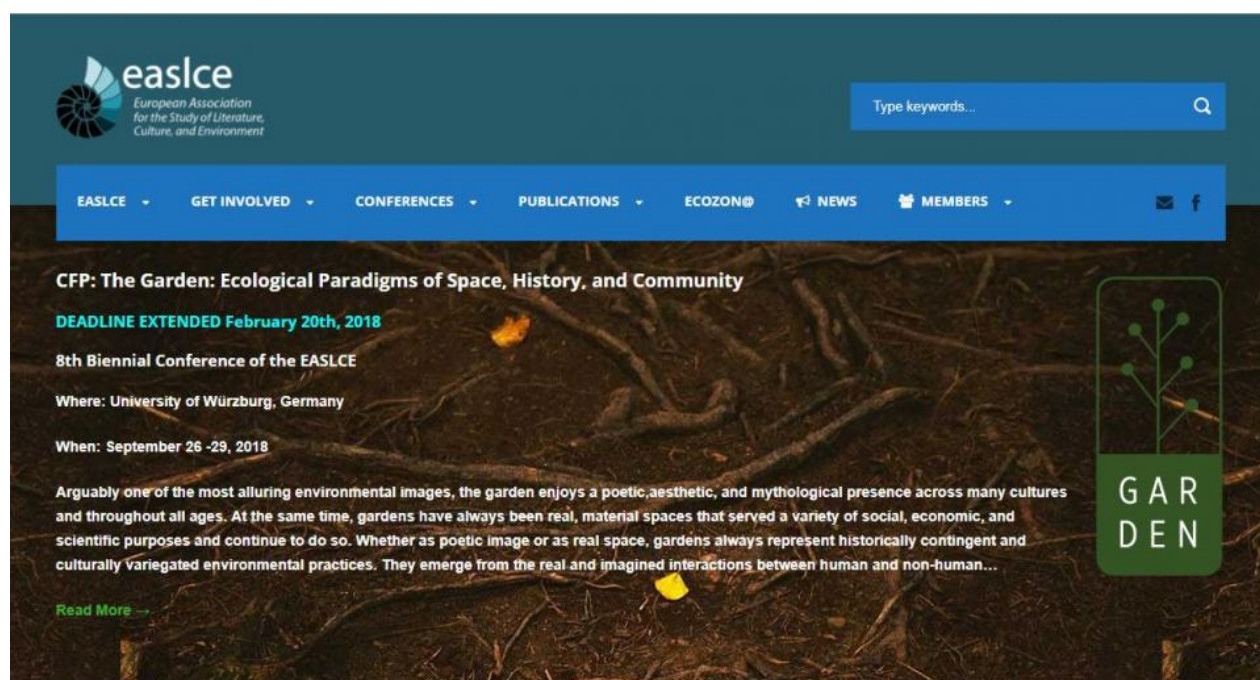 easlce
European Association
for the Study of Literature,
Culture, and Environment
Type keywords...
EASLCE
GET INVOLVED
CONFERENCES
PUBLICATIONS
ECOZON@
NEWS
MEMBERS
CFP: The Garden: Ecological Paradigms of Space, History, and Community
DEADLINE EXTENDED February 20th, 2018
8th Biennial Conference of the EASLCE
Where: University of Würzburg, Germany
When: September 26 -29, 2018
Arguably one of the most alluring environmental images, the garden enjoys a poetic,aesthetic, and mythological presence across many cultures
and throughout all ages. At the same time, gardens have always been real, material spaces that served a variety of social, economic, and
scientific purposes and continue to do so. Whether as poetic image or as real space, gardens always represent historically contingent and
culturally variegated environmental practices. They emerge from the real and imagined interactions between human and non-human…
Read More →
GAR
DEN